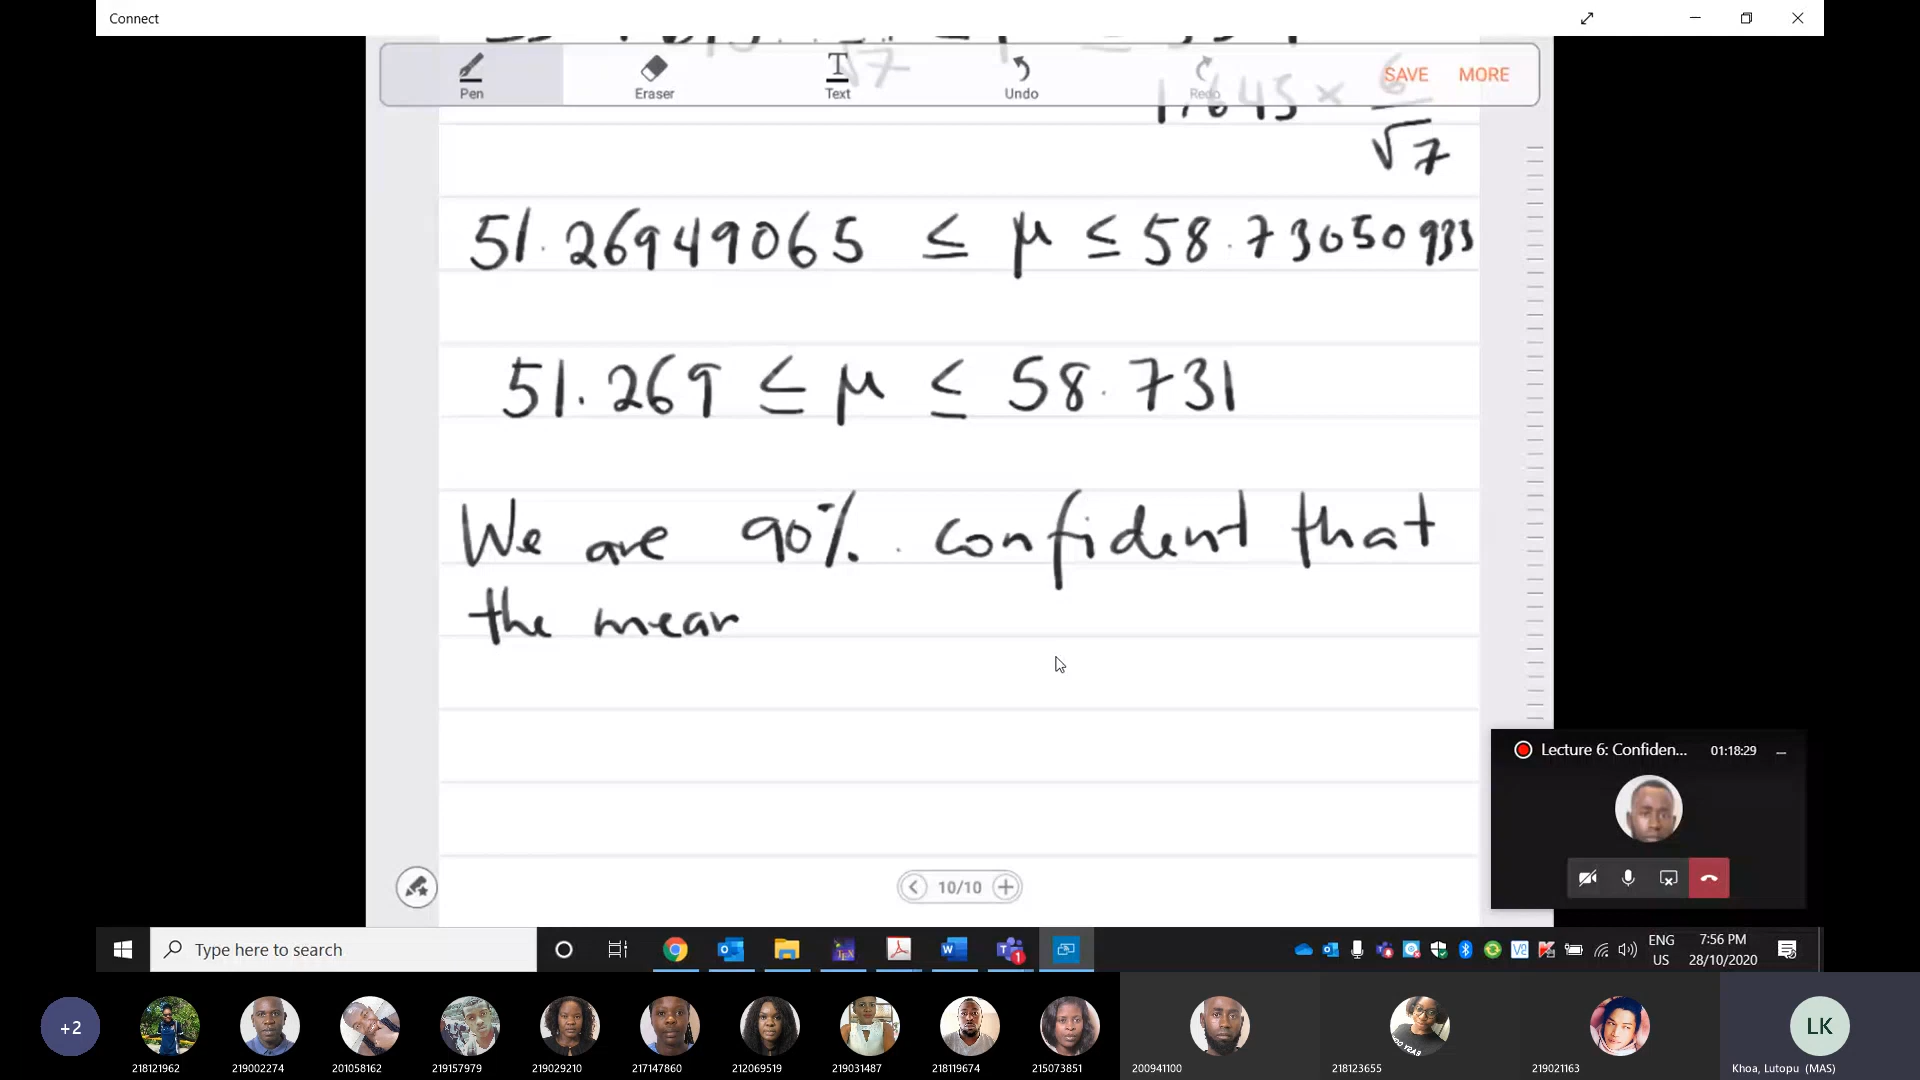 Connect
Pen
Eraser
Text
Undo
Redo
SAVE
MORE
√7
1.645 × 6
√7
51.26949065 ≤ μ ≤ 58.73050933
51.269 ≤ μ ≤ 58.731
We are 90% confident that
the mean
10/10
Lecture 6: Confiden...
01:18:29
Type here to search
ENG
US
7:56 PM
28/10/2020
+2
218121962
219002274
201058162
219157979
219029210
217147860
212069519
219031487
218119674
215073851
200941100
218123655
219021163
LK
Khoa, Lutopu (MAS)